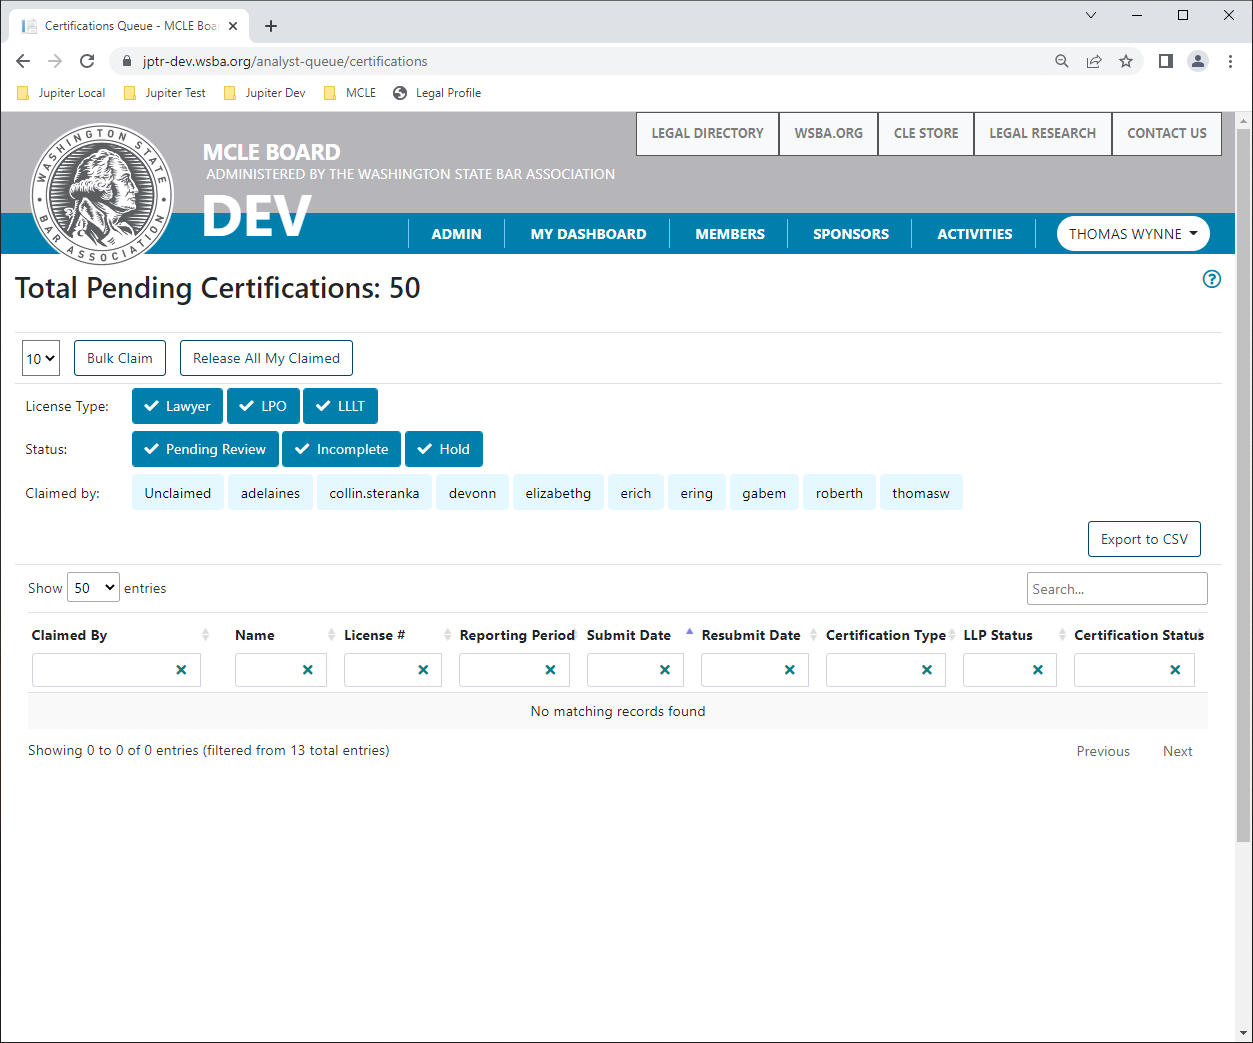 Certifications Queue - MCLE Boar
jptr-dev.wsba.org/analyst-queue/certifications
Jupiter Local Jupiter Test Jupiter Dev MCLE Legal Profile
LEGAL DIRECTORY WSBA.ORG CLE STORE LEGAL RESEARCH CONTACT US
WASHINGTON STATE
BAR ASSOCIATION
MCLE BOARD
ADMINISTERED BY THE WASHINGTON STATE BAR ASSOCIATION
DEV
ADMIN MY DASHBOARD MEMBERS SPONSORS ACTIVITIES THOMAS WYNNE
Total Pending Certifications: 50
?
10 Bulk Claim Release All My Claimed
License Type: Lawyer LPO LLLT
Status: Pending Review Incomplete Hold
Claimed by: Unclaimed adelaines collin.steranka devonn elizabethg erich ering gabem roberth thomasw
Export to CSV
Show 50 entries Search...
Claimed By Name License # Reporting Period Submit Date Resubmit Date Certification Type LLP Status Certification Status
No matching records found
Showing 0 to 0 of 0 entries (filtered from 13 total entries) Previous Next